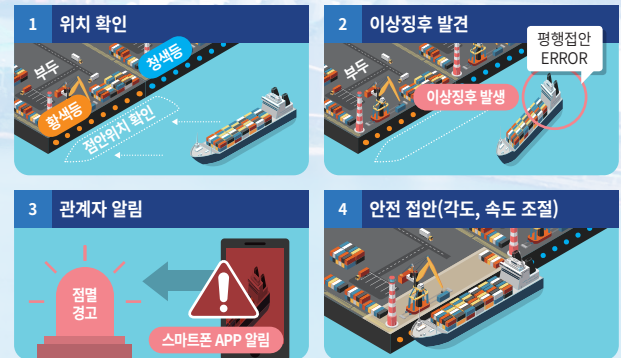 1 위치 확인
부두
청색등
황색등
접안위치 확인
2 이상징후 발견
평행접안
ERROR
부두
이상징후 발생
3 관계자 알림
점멸
경고
스마트폰 APP 알림
4 안전 접안(각도, 속도 조절)